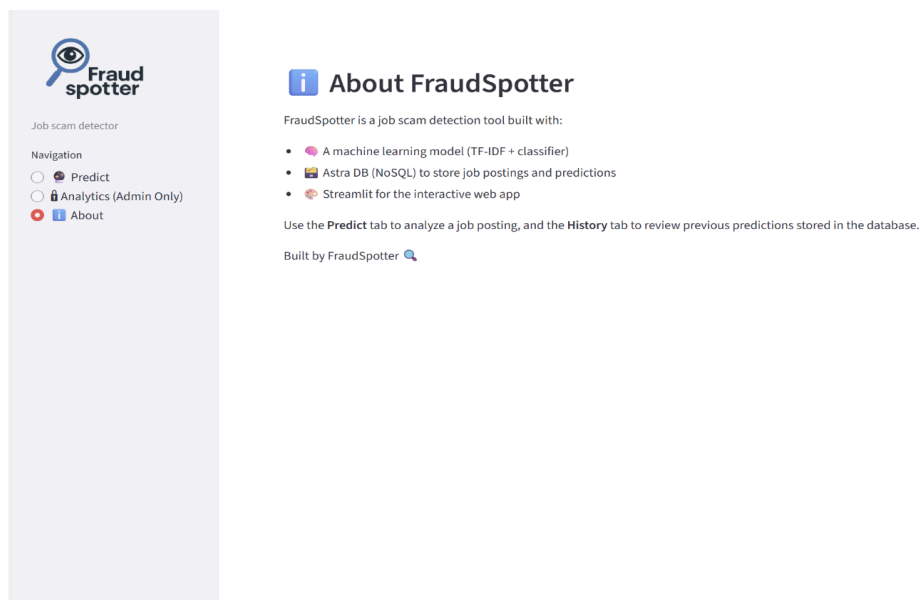 Fraud
spotter
Job scam detector
Navigation
Predict
Analytics (Admin Only)
About
About FraudSpotter
FraudSpotter is a job scam detection tool built with:
• A machine learning model (TF-IDF + classifier)
• Astra DB (NoSQL) to store job postings and predictions
• Streamlit for the interactive web app
Use the Predict tab to analyze a job posting, and the History tab to review previous predictions stored in the database.
Built by FraudSpotter